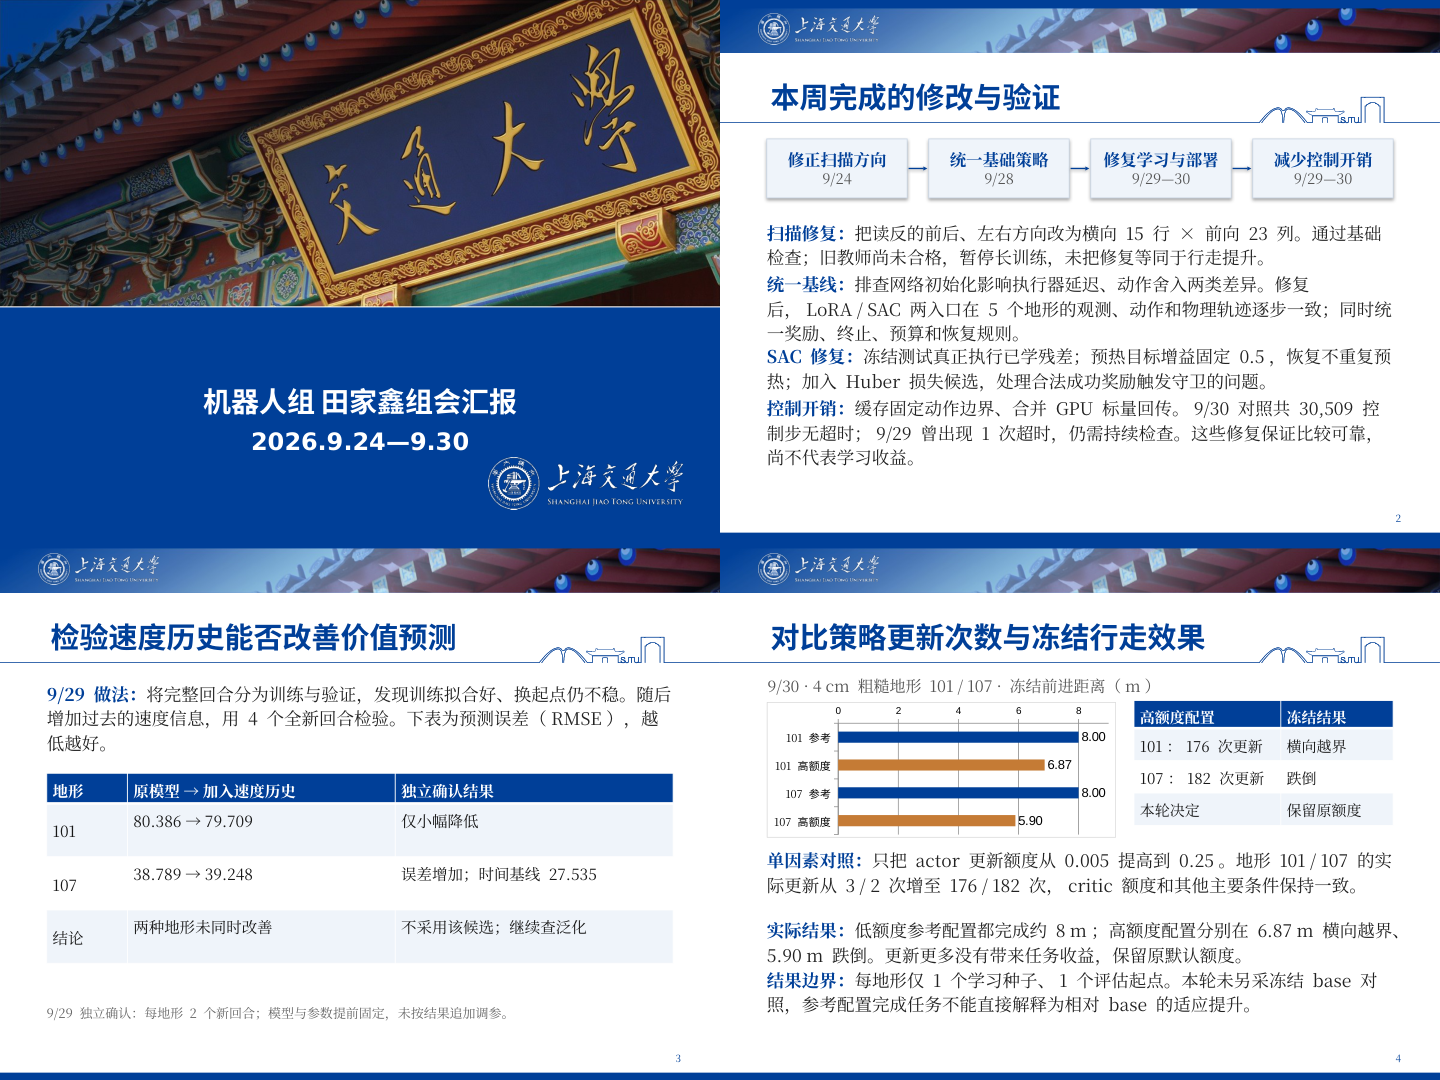 交通大學
机器人组 田家鑫组会汇报
2026.9.24—9.30
上海交通大学
SHANGHAI JIAO TONG UNIVERSITY
上海交通大学
SHANGHAI JIAO TONG UNIVERSITY
本周完成的修改与验证
修正扫描方向
9/24
统一基础策略
9/28
修复学习与部署
9/29—30
减少控制开销
9/29—30
扫描修复：把读反的前后、左右方向改为横向 15 行 × 前向 23 列。通过基础
检查；旧教师尚未合格，暂停长训练，未把修复等同于行走提升。
统一基线：排查网络初始化影响执行器延迟、动作舍入两类差异。修复
后， LoRA / SAC 两入口在 5 个地形的观测、动作和物理轨迹逐步一致；同时统
一奖励、终止、预算和恢复规则。
SAC 修复：冻结测试真正执行已学残差；预热目标增益固定 0.5 ，恢复不重复预
热；加入 Huber 损失候选，处理合法成功奖励触发守卫的问题。
控制开销：缓存固定动作边界、合并 GPU 标量回传。 9/30 对照共 30,509 控
制步无超时； 9/29 曾出现 1 次超时，仍需持续检查。这些修复保证比较可靠，
尚不代表学习收益。
2
上海交通大学
SHANGHAI JIAO TONG UNIVERSITY
检验速度历史能否改善价值预测
9/29 做法：将完整回合分为训练与验证，发现训练拟合好、换起点仍不稳。随后
增加过去的速度信息，用 4 个全新回合检验。下表为预测误差（ RMSE ），越
低越好。
地形 原模型 → 加入速度历史 独立确认结果
101 80.386 → 79.709 仅小幅降低
107 38.789 → 39.248 误差增加；时间基线 27.535
结论 两种地形未同时改善 不采用该候选；继续查泛化
9/29 独立确认：每地形 2 个新回合；模型与参数提前固定，未按结果追加调参。
3
上海交通大学
SHANGHAI JIAO TONG UNIVERSITY
对比策略更新次数与冻结行走效果
9/30 · 4 cm 粗糙地形 101 / 107 · 冻结前进距离（ m ）
0 2 4 6 8
101 参考 8.00
101 高额度 6.87
107 参考 8.00
107 高额度 5.90
高额度配置 冻结结果
101 ： 176 次更新 横向越界
107 ： 182 次更新 跌倒
本轮决定 保留原额度
单因素对照：只把 actor 更新额度从 0.005 提高到 0.25 。地形 101 / 107 的实
际更新从 3 / 2 次增至 176 / 182 次， critic 额度和其他主要条件保持一致。
实际结果：低额度参考配置都完成约 8 m ；高额度配置分别在 6.87 m 横向越界、
5.90 m 跌倒。更新更多没有带来任务收益，保留原默认额度。
结果边界：每地形仅 1 个学习种子、 1 个评估起点。本轮未另采冻结 base 对
照，参考配置完成任务不能直接解释为相对 base 的适应提升。
4